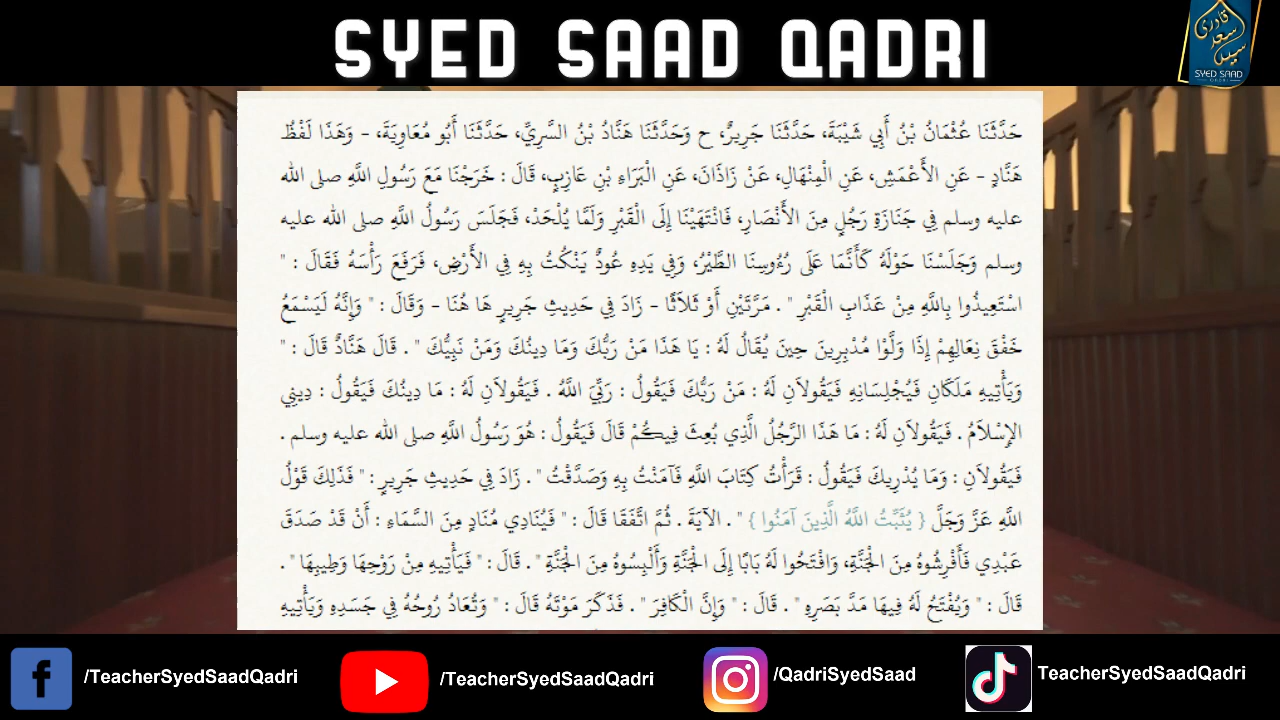 SYED SAAD QADRI
قادری
سعد
سید
SYED SAAD
QADRI
حَدَّثَنَا عُثْمَانُ بْنُ أَبِي شَيْبَةَ، حَدَّثَنَا جَرِيرٌ، ح وَحَدَّثَنَا هَنَّادُ بْنُ السَّرِيِّ، حَدَّثَنَا أَبُو مُعَاوِيَةَ، - وَهَذَا لَفْظُ
هَنَّادٍ - عَنِ الأَعْمَشِ، عَنِ الْمِنْهَالِ، عَنْ زَاذَانَ، عَنِ الْبَرَاءِ بْنِ عَازِبٍ، قَالَ : خَرَجْنَا مَعَ رَسُولِ اللَّهِ صلى الله
عليه وسلم فِي جَنَازَةِ رَجُلٍ مِنَ الأَنْصَارِ، فَانْتَهَيْنَا إِلَى الْقَبْرِ وَلَمَّا يُلْحَدْ، فَجَلَسَ رَسُولُ اللَّهِ صلى الله عليه
وسلم وَجَلَسْنَا حَوْلَهُ كَأَنَّمَا عَلَى رُءُوسِنَا الطَّيْرُ، وَفِي يَدِهِ عُودٌ يَنْكُتُ بِهِ فِي الأَرْضِ، فَرَفَعَ رَأْسَهُ فَقَالَ : "
اسْتَعِيذُوا بِاللَّهِ مِنْ عَذَابِ الْقَبْرِ " . مَرَّتَيْنِ أَوْ ثَلاَثًا - زَادَ فِي حَدِيثِ جَرِيرٍ هَا هُنَا - وَقَالَ : " وَإِنَّهُ لَيَسْمَعُ
خَفْقَ نِعَالِهِمْ إِذَا وَلَّوْا مُدْبِرِينَ حِينَ يُقَالُ لَهُ : يَا هَذَا مَنْ رَبُّكَ وَمَا دِينُكَ وَمَنْ نَبِيُّكَ " . قَالَ هَنَّادٌ قَالَ : "
وَيَأْتِيهِ مَلَكَانِ فَيُجْلِسَانِهِ فَيَقُولاَنِ لَهُ : مَنْ رَبُّكَ فَيَقُولُ : رَبِّيَ اللَّهُ . فَيَقُولاَنِ لَهُ : مَا دِينُكَ فَيَقُولُ : دِينِي
الإِسْلاَمُ . فَيَقُولاَنِ لَهُ : مَا هَذَا الرَّجُلُ الَّذِي بُعِثَ فِيكُمْ قَالَ فَيَقُولُ : هُوَ رَسُولُ اللَّهِ صلى الله عليه وسلم .
فَيَقُولاَنِ : وَمَا يُدْرِيكَ فَيَقُولُ : قَرَأْتُ كِتَابَ اللَّهِ فَآمَنْتُ بِهِ وَصَدَّقْتُ " . زَادَ فِي حَدِيثِ جَرِيرٍ : " فَذَلِكَ قَوْلُ
اللَّهِ عَزَّ وَجَلَّ { يُثَبِّتُ اللَّهُ الَّذِينَ آمَنُوا } " . الآيَةَ . ثُمَّ اتَّفَقَا قَالَ : " فَيُنَادِي مُنَادٍ مِنَ السَّمَاءِ : أَنْ قَدْ صَدَقَ
عَبْدِي فَأَفْرِشُوهُ مِنَ الْجَنَّةِ، وَافْتَحُوا لَهُ بَابًا إِلَى الْجَنَّةِ وَأَلْبِسُوهُ مِنَ الْجَنَّةِ " . قَالَ : " فَيَأْتِيهِ مِنْ رَوْحِهَا وَطِيبِهَا " .
قَالَ : " وَيُفْتَحُ لَهُ فِيهَا مَدَّ بَصَرِهِ " . قَالَ : " وَإِنَّ الْكَافِرَ " . فَذَكَرَ مَوْتَهُ قَالَ : " وَتُعَادُ رُوحُهُ فِي جَسَدِهِ وَيَأْتِيهِ
/TeacherSyedSaadQadri
/TeacherSyedSaadQadri
/QadriSyedSaad
TeacherSyedSaadQadri